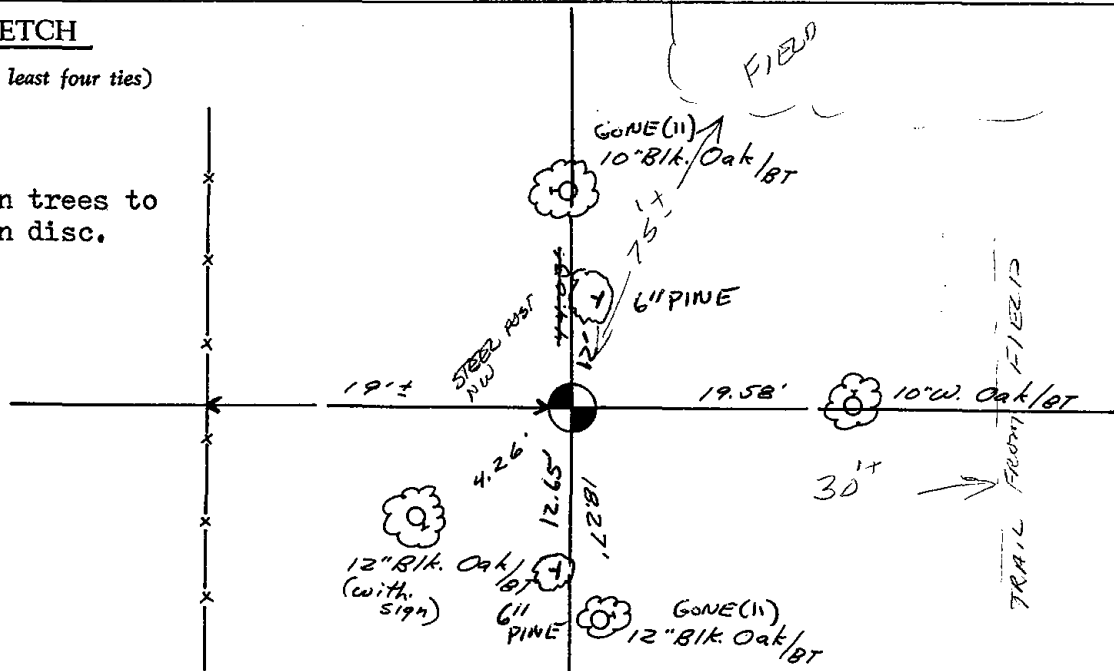 ETCH
least four ties)
FIELD
GONE(11)
10"Blk. Oak/BT
n trees to
n disc.
75'±
6" PINE
12-
STEEL POST
NW
19'±
19.58'
10"W. Oak/BT
4.26'
12.65'
18.27'
30'±
TRAIL FROM FIELD
12"Blk. Oak/BT
(with
sign)
6"
PINE
GONE(11)
12"Blk. Oak/BT